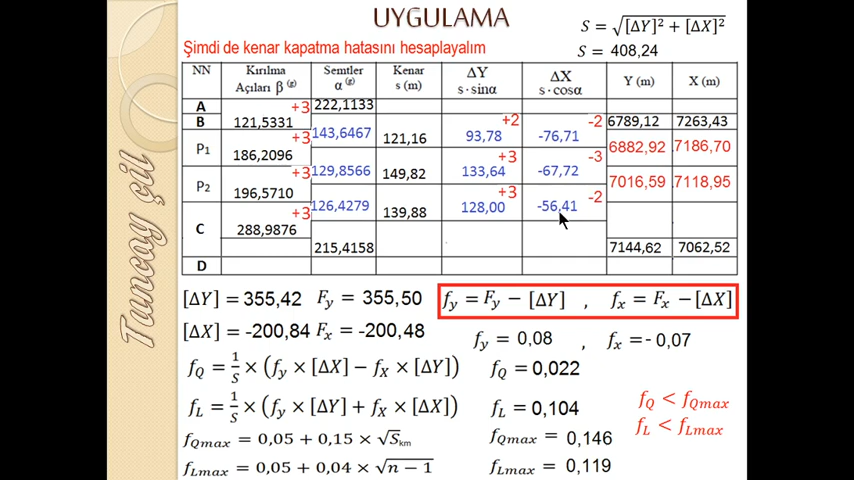 UYGULAMA
S = √([ΔY]² + [ΔX]²)
Şimdi de kenar kapatma hatasını hesaplayalım
S = 408,24
NN Kırılma Açıları β (g) Semtler α (g) Kenar s (m) ΔY s·sinα ΔX s·cosα Y (m) X (m)
A +3 222,1133
B 121,5331 +2 -2 6789,12 7263,43
+3 143,6467 121,16 93,78 -76,71
P1 186,2096 +3 -3 6882,92 7186,70
+3 129,8566 149,82 133,64 -67,72
P2 196,5710 +3 -2 7016,59 7118,95
+3 126,4279 139,88 128,00 -56,41
C 288,9876
215,4158 7144,62 7062,52
D
Tuncay çil
[ΔY] = 355,42 Fy = 355,50 fy = Fy − [ΔY] , fx = Fx − [ΔX]
[ΔX] = -200,84 Fx = -200,48
fy = 0,08 , fx = - 0,07
fQ = 1/S × (fy × [ΔX] − fX × [ΔY]) fQ = 0,022
fL = 1/S × (fy × [ΔY] + fX × [ΔX]) fL = 0,104
fQ < fQmax
fL < fLmax
fQmax = 0,05 + 0,15 × √Skm fQmax = 0,146
fLmax = 0,05 + 0,04 × √(n − 1) fLmax = 0,119